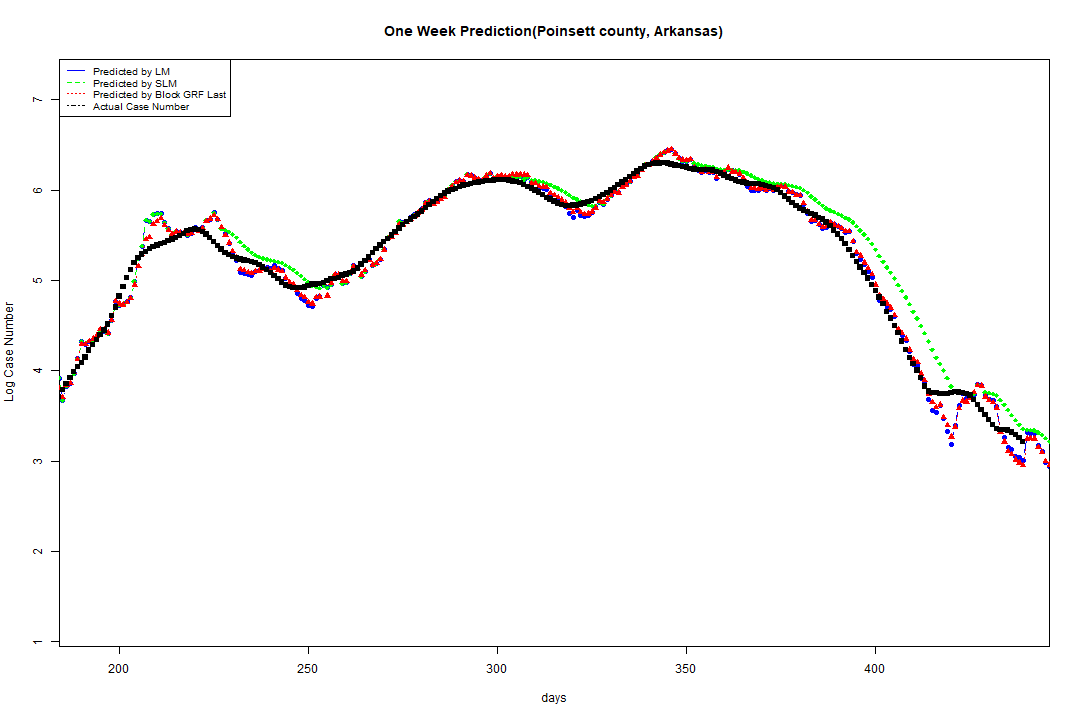 One Week Prediction(Poinsett county, Arkansas)
Predicted by LM
Predicted by SLM
Predicted by Block GRF Last
Actual Case Number
7
6
5
4
3
2
1
Log Case Number
200 250 300 350 400
days